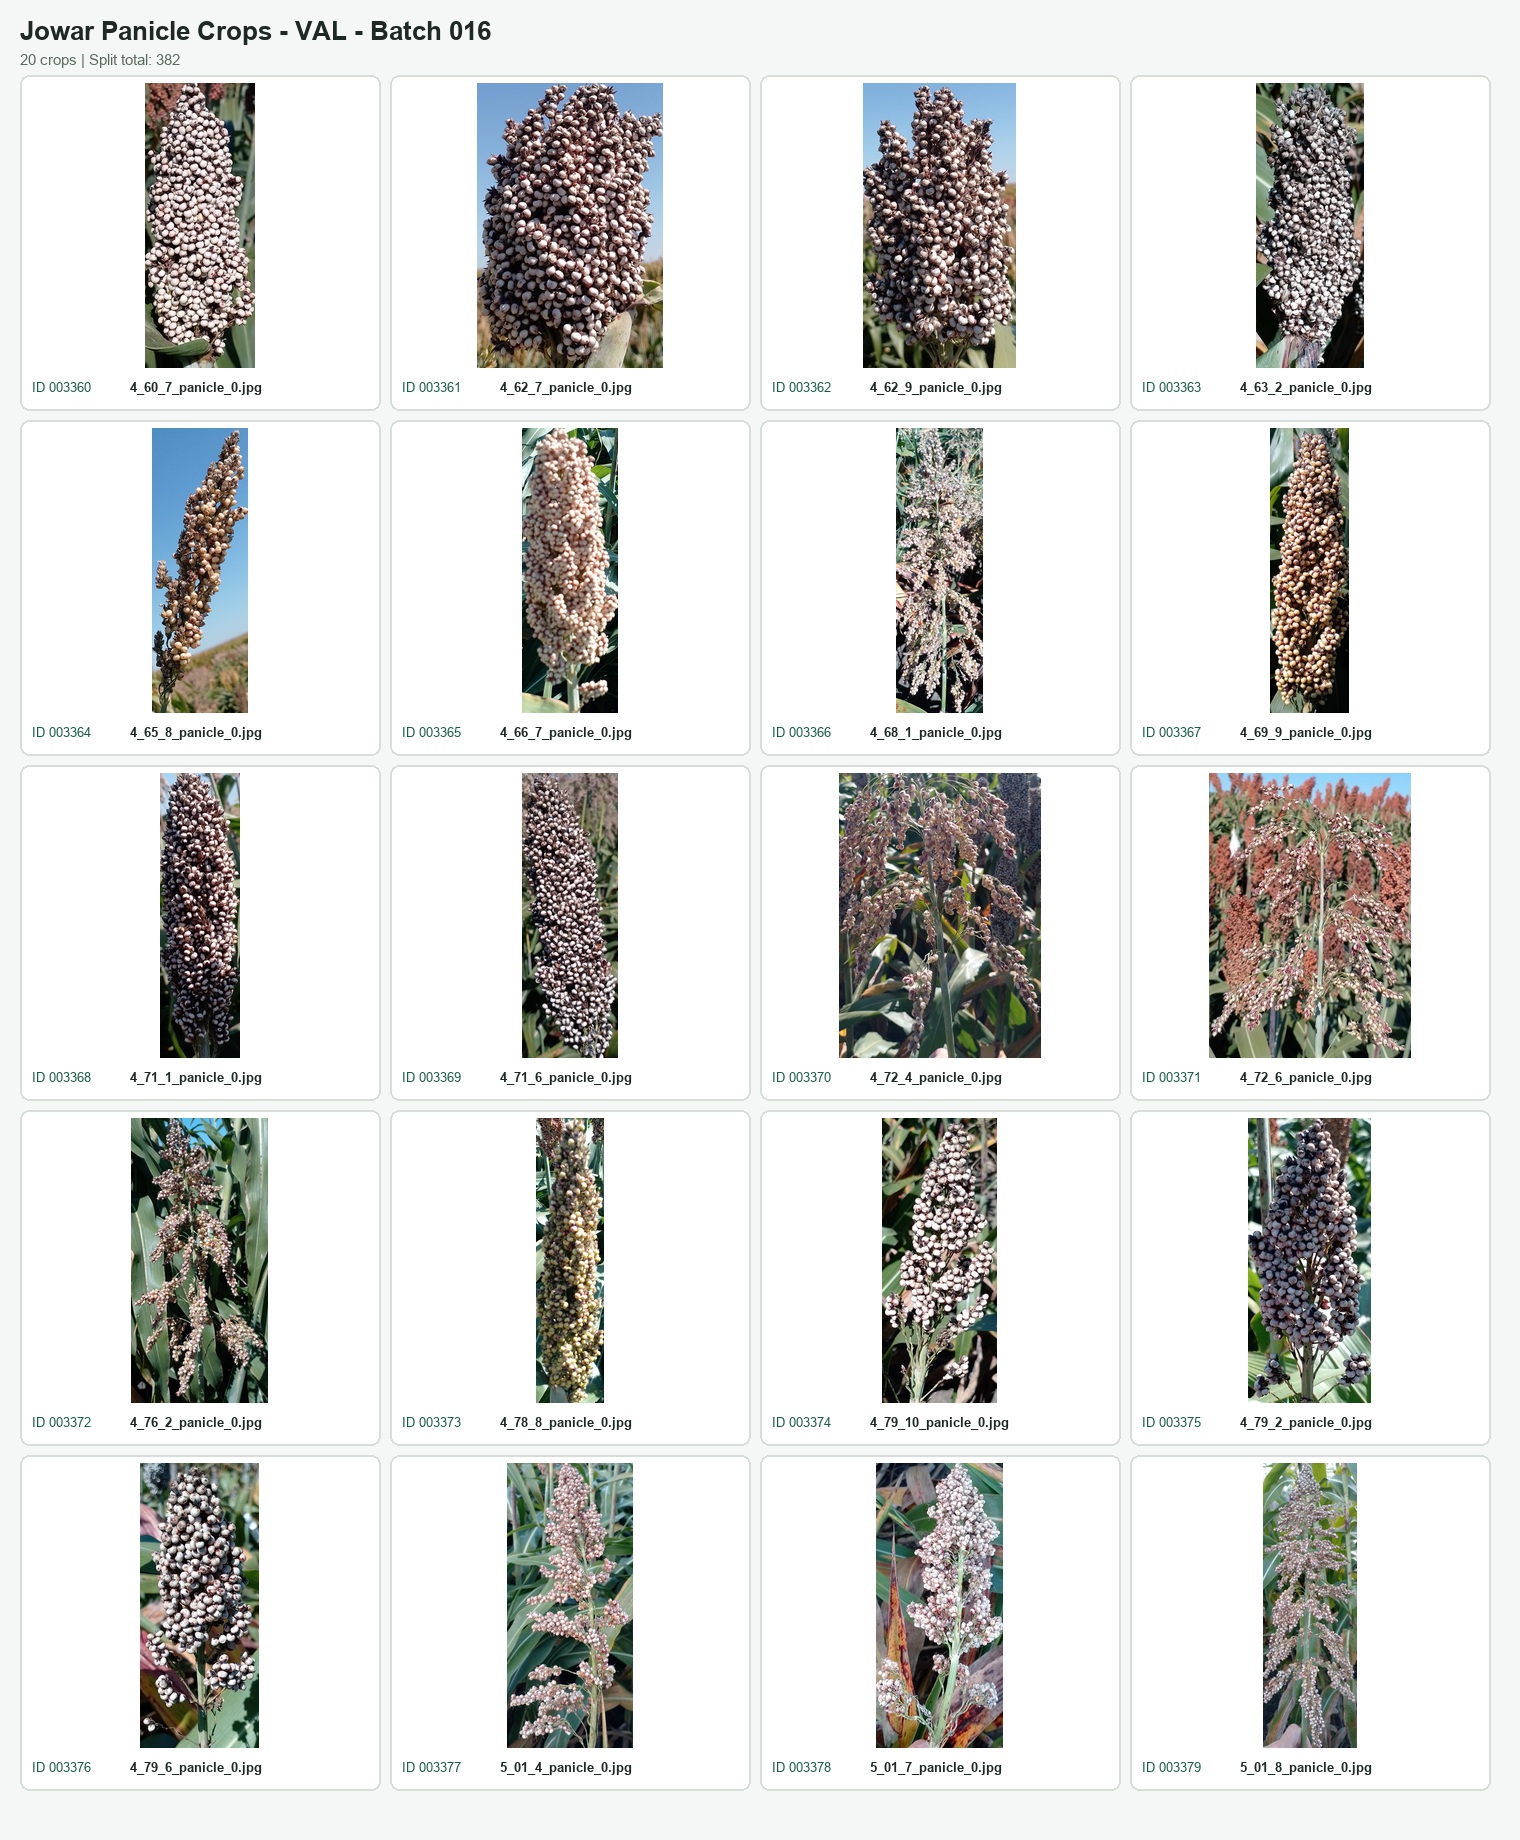 Jowar Panicle Crops - VAL - Batch 016
20 crops | Split total: 382
ID 003360 4_60_7_panicle_0.jpg
ID 003361 4_62_7_panicle_0.jpg
ID 003362 4_62_9_panicle_0.jpg
ID 003363 4_63_2_panicle_0.jpg
ID 003364 4_65_8_panicle_0.jpg
ID 003365 4_66_7_panicle_0.jpg
ID 003366 4_68_1_panicle_0.jpg
ID 003367 4_69_9_panicle_0.jpg
ID 003368 4_71_1_panicle_0.jpg
ID 003369 4_71_6_panicle_0.jpg
ID 003370 4_72_4_panicle_0.jpg
ID 003371 4_72_6_panicle_0.jpg
ID 003372 4_76_2_panicle_0.jpg
ID 003373 4_78_8_panicle_0.jpg
ID 003374 4_79_10_panicle_0.jpg
ID 003375 4_79_2_panicle_0.jpg
ID 003376 4_79_6_panicle_0.jpg
ID 003377 5_01_4_panicle_0.jpg
ID 003378 5_01_7_panicle_0.jpg
ID 003379 5_01_8_panicle_0.jpg